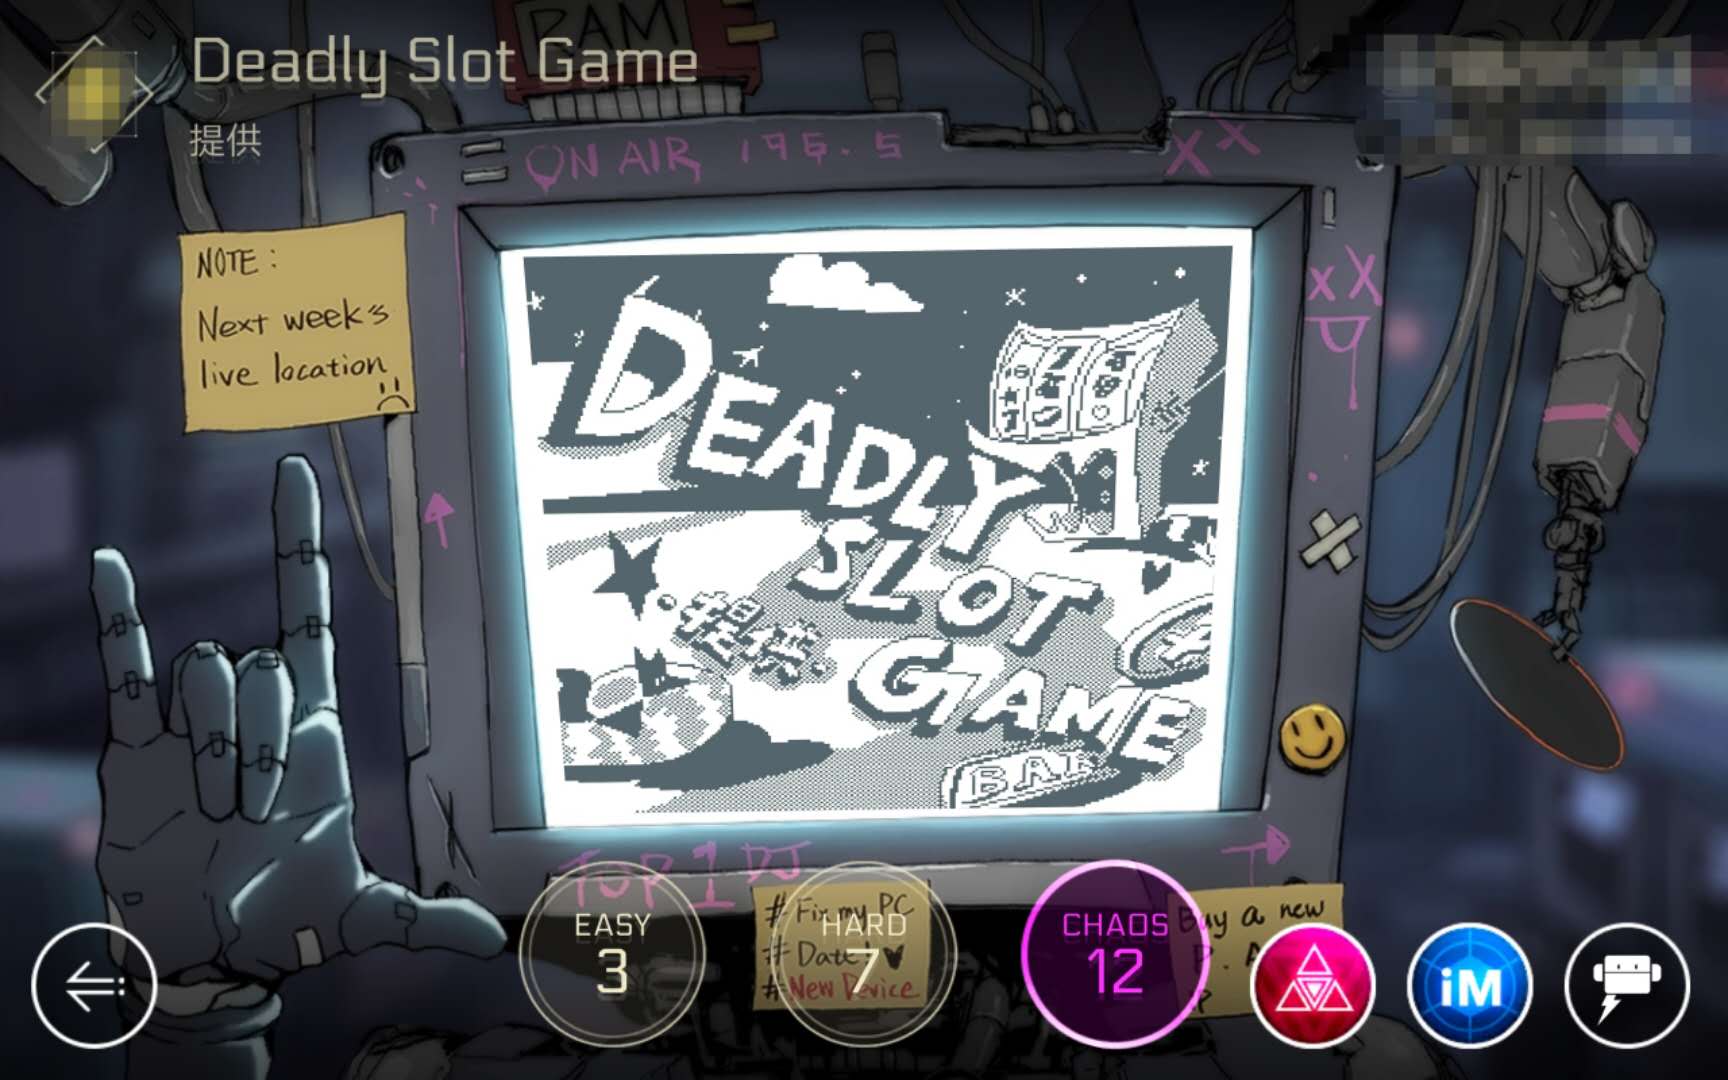 RAM
Deadly Slot Game
提供
ON AIR 195.5
XX
NOTE:
Next week's
live location
DEADLY
SLOT
GAME
・提供・
BAR
TOP 1 DJ
EASY
3
# Fix my PC
# Date!
# New Device
HARD
7
CHAOS
12
Buy a new
iM